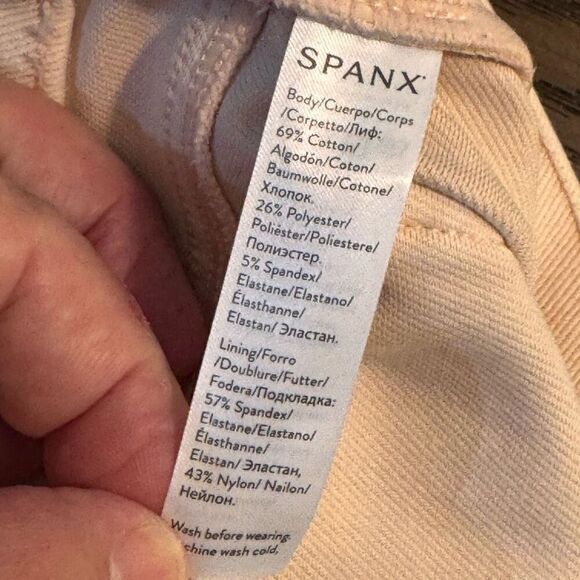 SPANX
Body/Cuerpo/Corps
/Corpetto/Лиф:
69% Cotton/
Algodón/Coton/
Baumwolle/Cotone/
Хлопок.
26% Polyester/
Poliéster/Poliestere/
Полиэстер.
5% Spandex/
Elastane/Elastano/
Élasthanne/
Elastan/ Эластан.
Lining/Forro
/Doublure/Futter/
Fodera/Подкладка:
57% Spandex/
Elastane/Elastano/
Élasthanne/
Elastan/ Эластан,
43% Nylon/ Nailon/
Нейлон.
Wash before wearing.
chine wash cold,